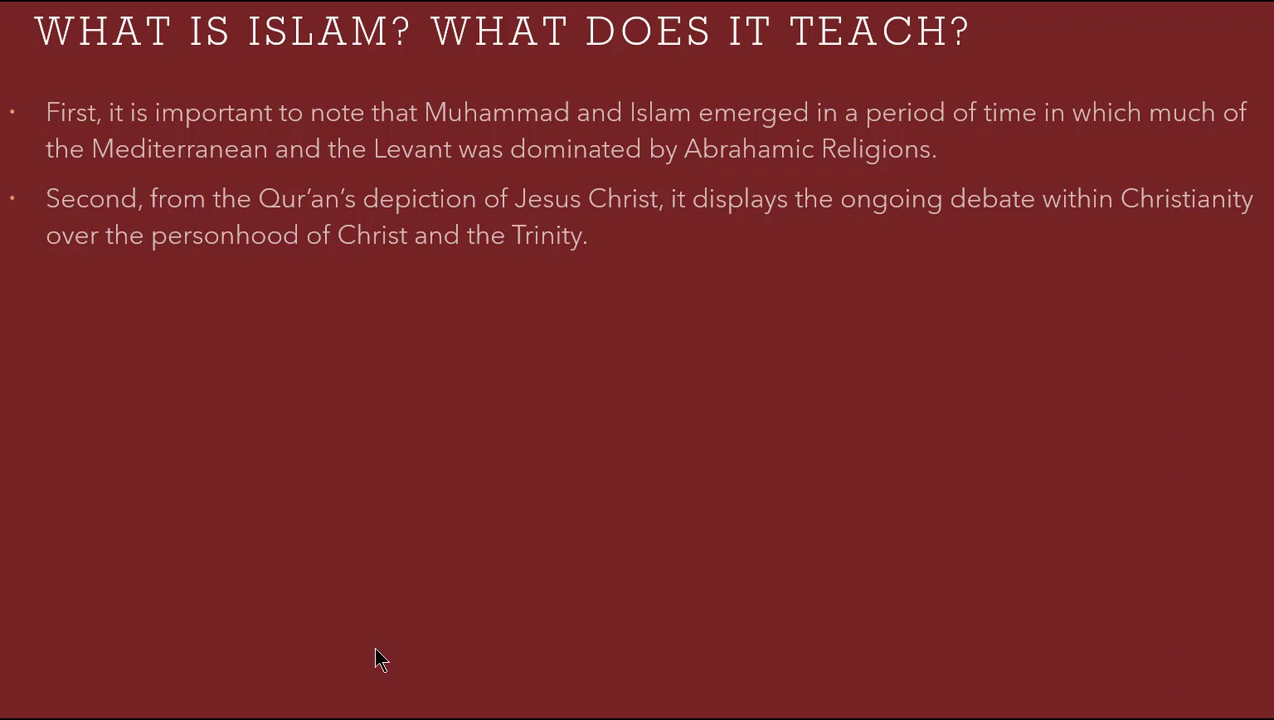 WHAT IS ISLAM? WHAT DOES IT TEACH?
• First, it is important to note that Muhammad and Islam emerged in a period of time in which much of
the Mediterranean and the Levant was dominated by Abrahamic Religions.
• Second, from the Qur’an’s depiction of Jesus Christ, it displays the ongoing debate within Christianity
over the personhood of Christ and the Trinity.